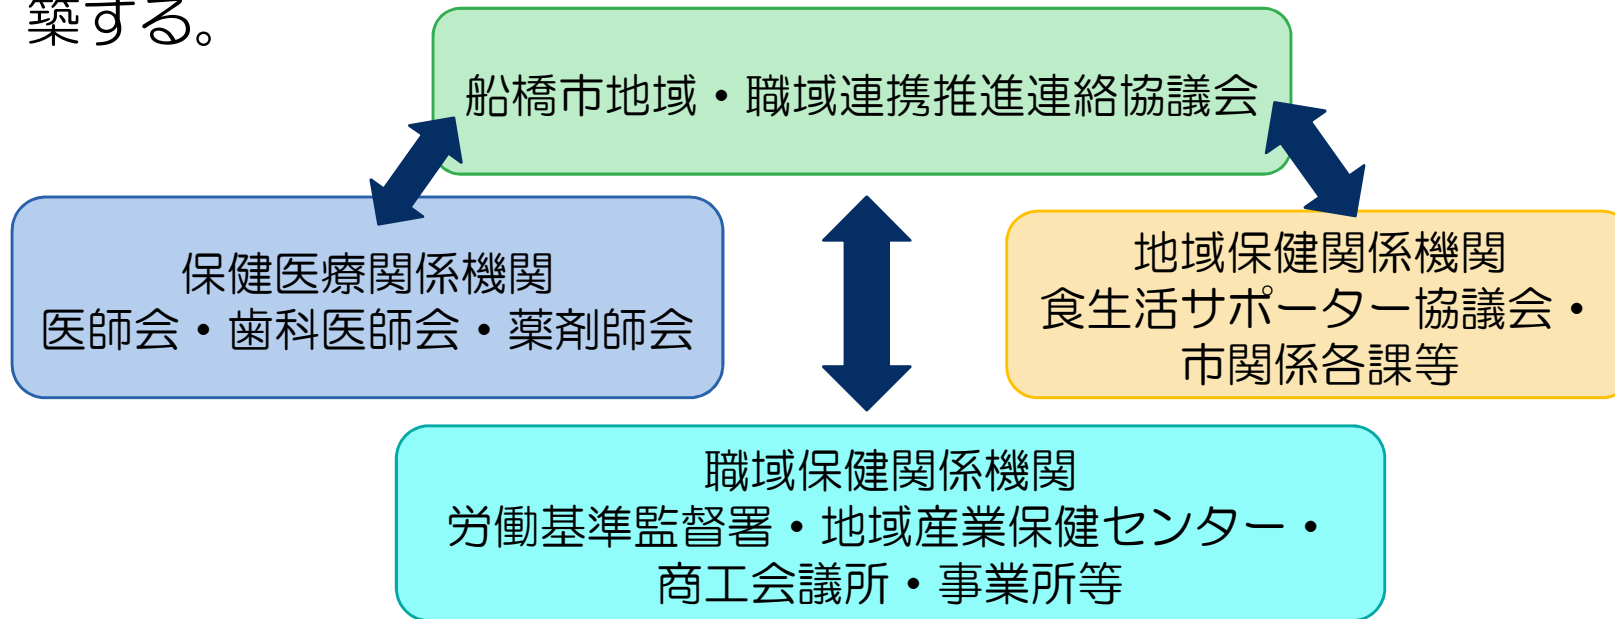 築する。
船橋市地域・職域連携推進連絡協議会
保健医療関係機関
医師会・歯科医師会・薬剤師会
地域保健関係機関
食生活サポーター協議会・
市関係各課等
職域保健関係機関
労働基準監督署・地域産業保健センター・
商工会議所・事業所等